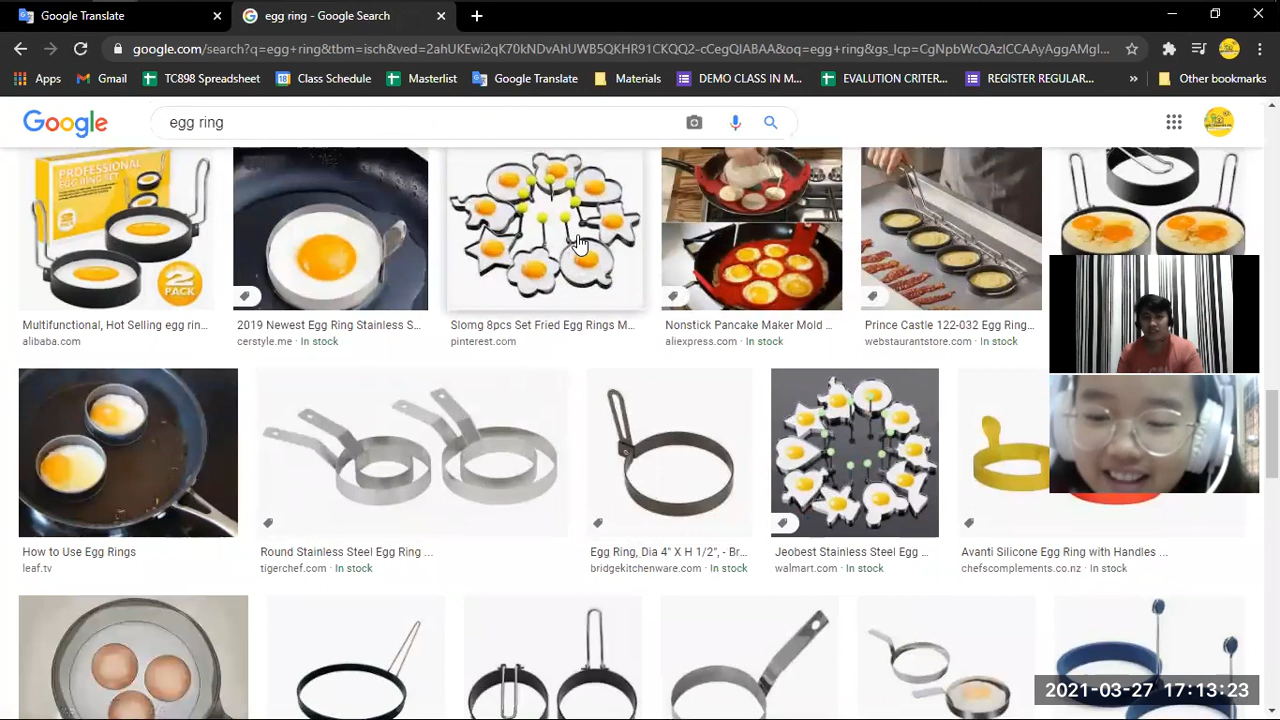 Google Translate
egg ring - Google Search
google.com/search?q=egg+ring&tbm=isch&ved=2ahUKEwi2qK70kNDvAhUWB5QKHR91CKQQ2-cCegQIABAA&oq=egg+ring&gs_lcp=CgNpbWcQAzICCAAyAggAMgI...
Apps
Gmail
TC898 Spreadsheet
Class Schedule
Masterlist
Google Translate
Materials
DEMO CLASS IN M...
EVALUTION CRITER...
REGISTER REGULAR...
Other bookmarks
Google
egg ring
PROFESSIONAL
EGG RING SET
2
PACK
Multifunctional, Hot Selling egg rin...
alibaba.com
2019 Newest Egg Ring Stainless S...
cerstyle.me · In stock
Slomg 8pcs Set Fried Egg Rings M...
pinterest.com
Nonstick Pancake Maker Mold ...
aliexpress.com · In stock
Prince Castle 122-032 Egg Ring...
webstaurantstore.com · In stock
How to Use Egg Rings
leaf.tv
Round Stainless Steel Egg Ring ...
tigerchef.com · In stock
Egg Ring, Dia 4" X H 1/2", - Br...
bridgekitchenware.com · In stock
Jeobest Stainless Steel Egg ...
walmart.com · In stock
Avanti Silicone Egg Ring with Handles ...
chefscomplements.co.nz · In stock
2021-03-27 17:13:23